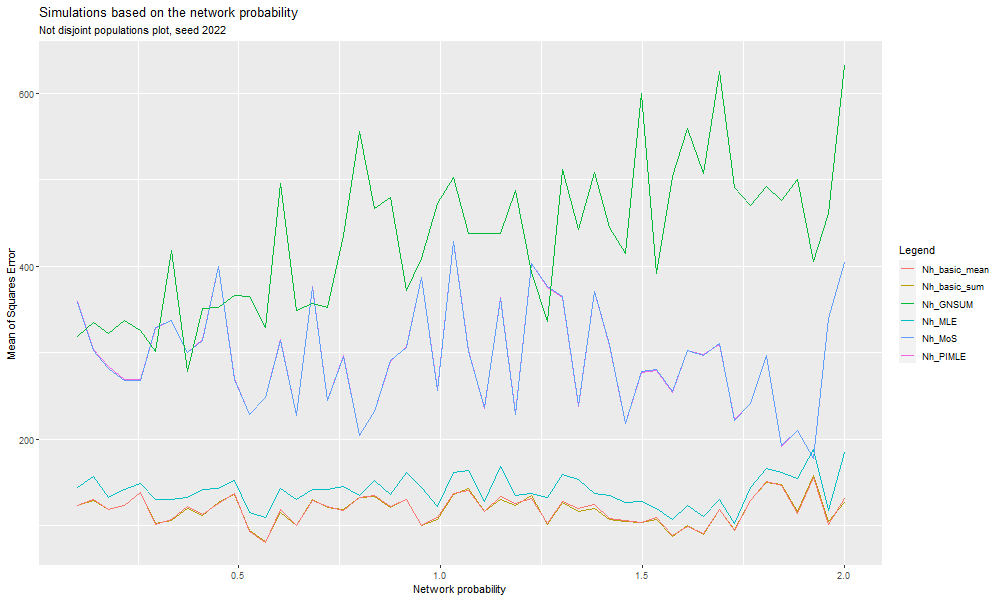 Simulations based on the network probability
Not disjoint populations plot, seed 2022
Mean of Squares Error
600
400
200
0.5
1.0
1.5
2.0
Network probability
Legend
Nh_basic_mean
Nh_basic_sum
Nh_GNSUM
Nh_MLE
Nh_MoS
Nh_PIMLE